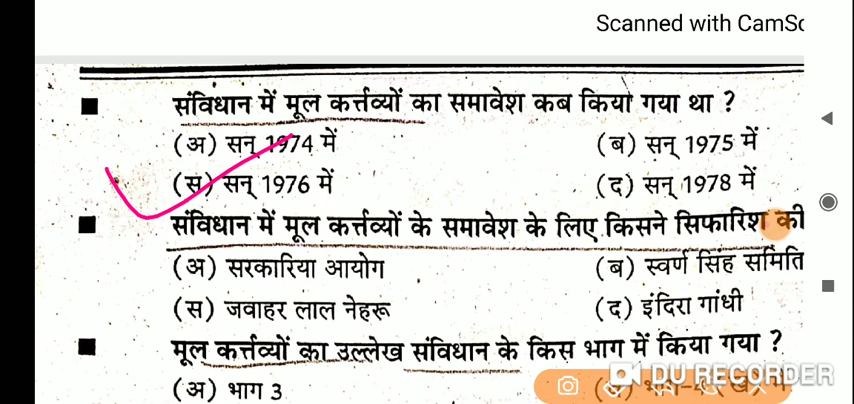 Scanned with CamSc
■ संविधान में मूल कर्त्तव्यों का समावेश कब किया गया था ?
(अ) सन् 1974 में (ब) सन् 1975 में
(स) सन् 1976 में (द) सन् 1978 में
■ संविधान में मूल कर्त्तव्यों के समावेश के लिए किसने सिफारिश की
(अ) सरकारिया आयोग (ब) स्वर्ण सिंह समिति
(स) जवाहर लाल नेहरू (द) इंदिरा गांधी
■ मूल कर्त्तव्यों का उल्लेख संविधान के किस भाग में किया गया ?
(अ) भाग 3
DU RECORDER